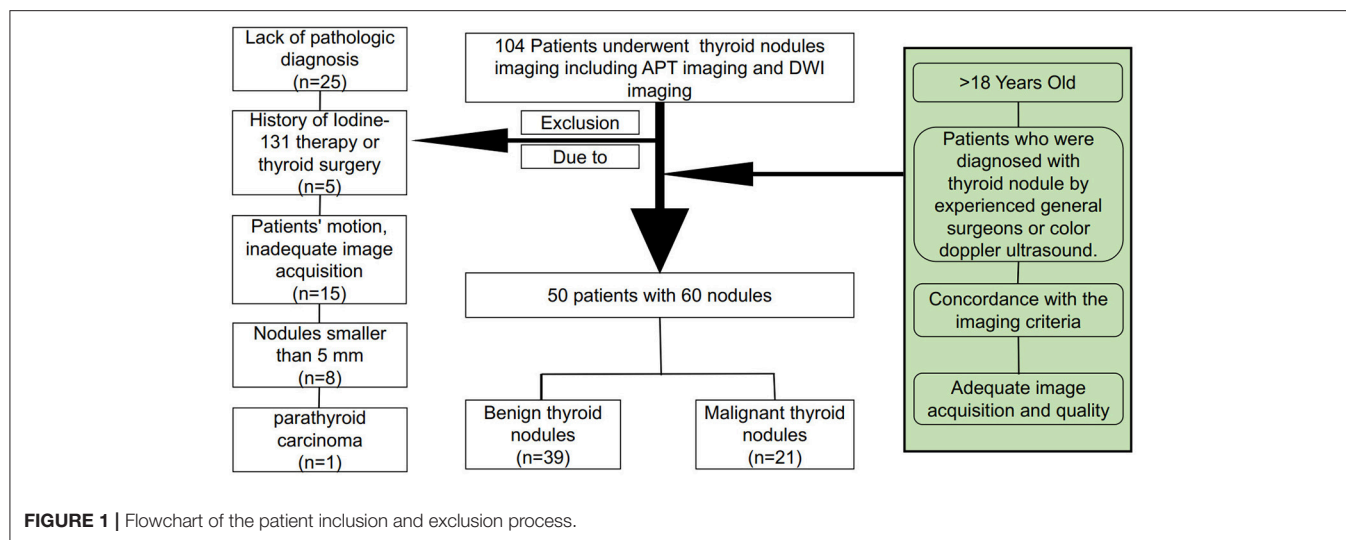 Lack of pathologic
diagnosis
(n=25)
History of Iodine-
131 therapy or
thyroid surgery
(n=5)
Patients' motion,
inadequate image
acquisition
(n=15)
Nodules smaller
than 5 mm
(n=8)
parathyroid
carcinoma
(n=1)
104 Patients underwent thyroid nodules
imaging including APT imaging and DWI
imaging
Exclusion
Due to
50 patients with 60 nodules
Benign thyroid
nodules
(n=39)
Malignant thyroid
nodules
(n=21)
>18 Years Old
Patients who were
diagnosed with
thyroid nodule by
experienced general
surgeons or color
doppler ultrasound.
Concordance with the
imaging criteria
Adequate image
acquisition and quality
FIGURE 1 | Flowchart of the patient inclusion and exclusion process.